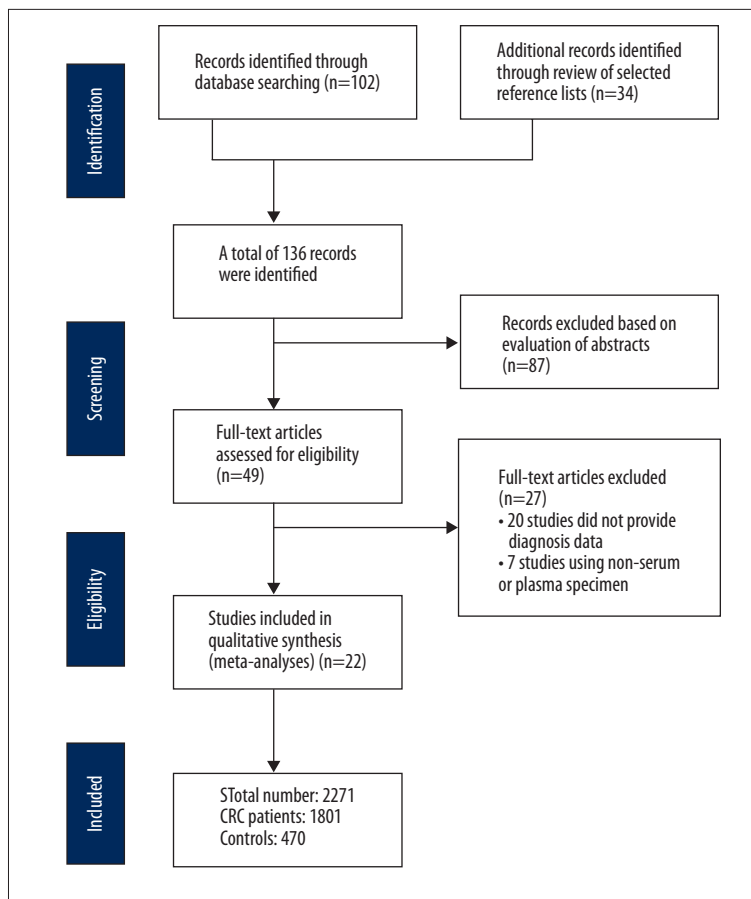 Identification
Records identified through
database searching (n=102)
Additional records identified
through review of selected
reference lists (n=34)
A total of 136 records
were identified
Screening
Records excluded based on
evaluation of abstracts
(n=87)
Full-text articles
assessed for eligibility
(n=49)
Full-text articles excluded
(n=27)
• 20 studies did not provide
diagnosis data
• 7 studies using non-serum
or plasma specimen
Eligibility
Studies included in
qualitative synthesis
(meta-analyses) (n=22)
Included
STotal number: 2271
CRC patients: 1801
Controls: 470